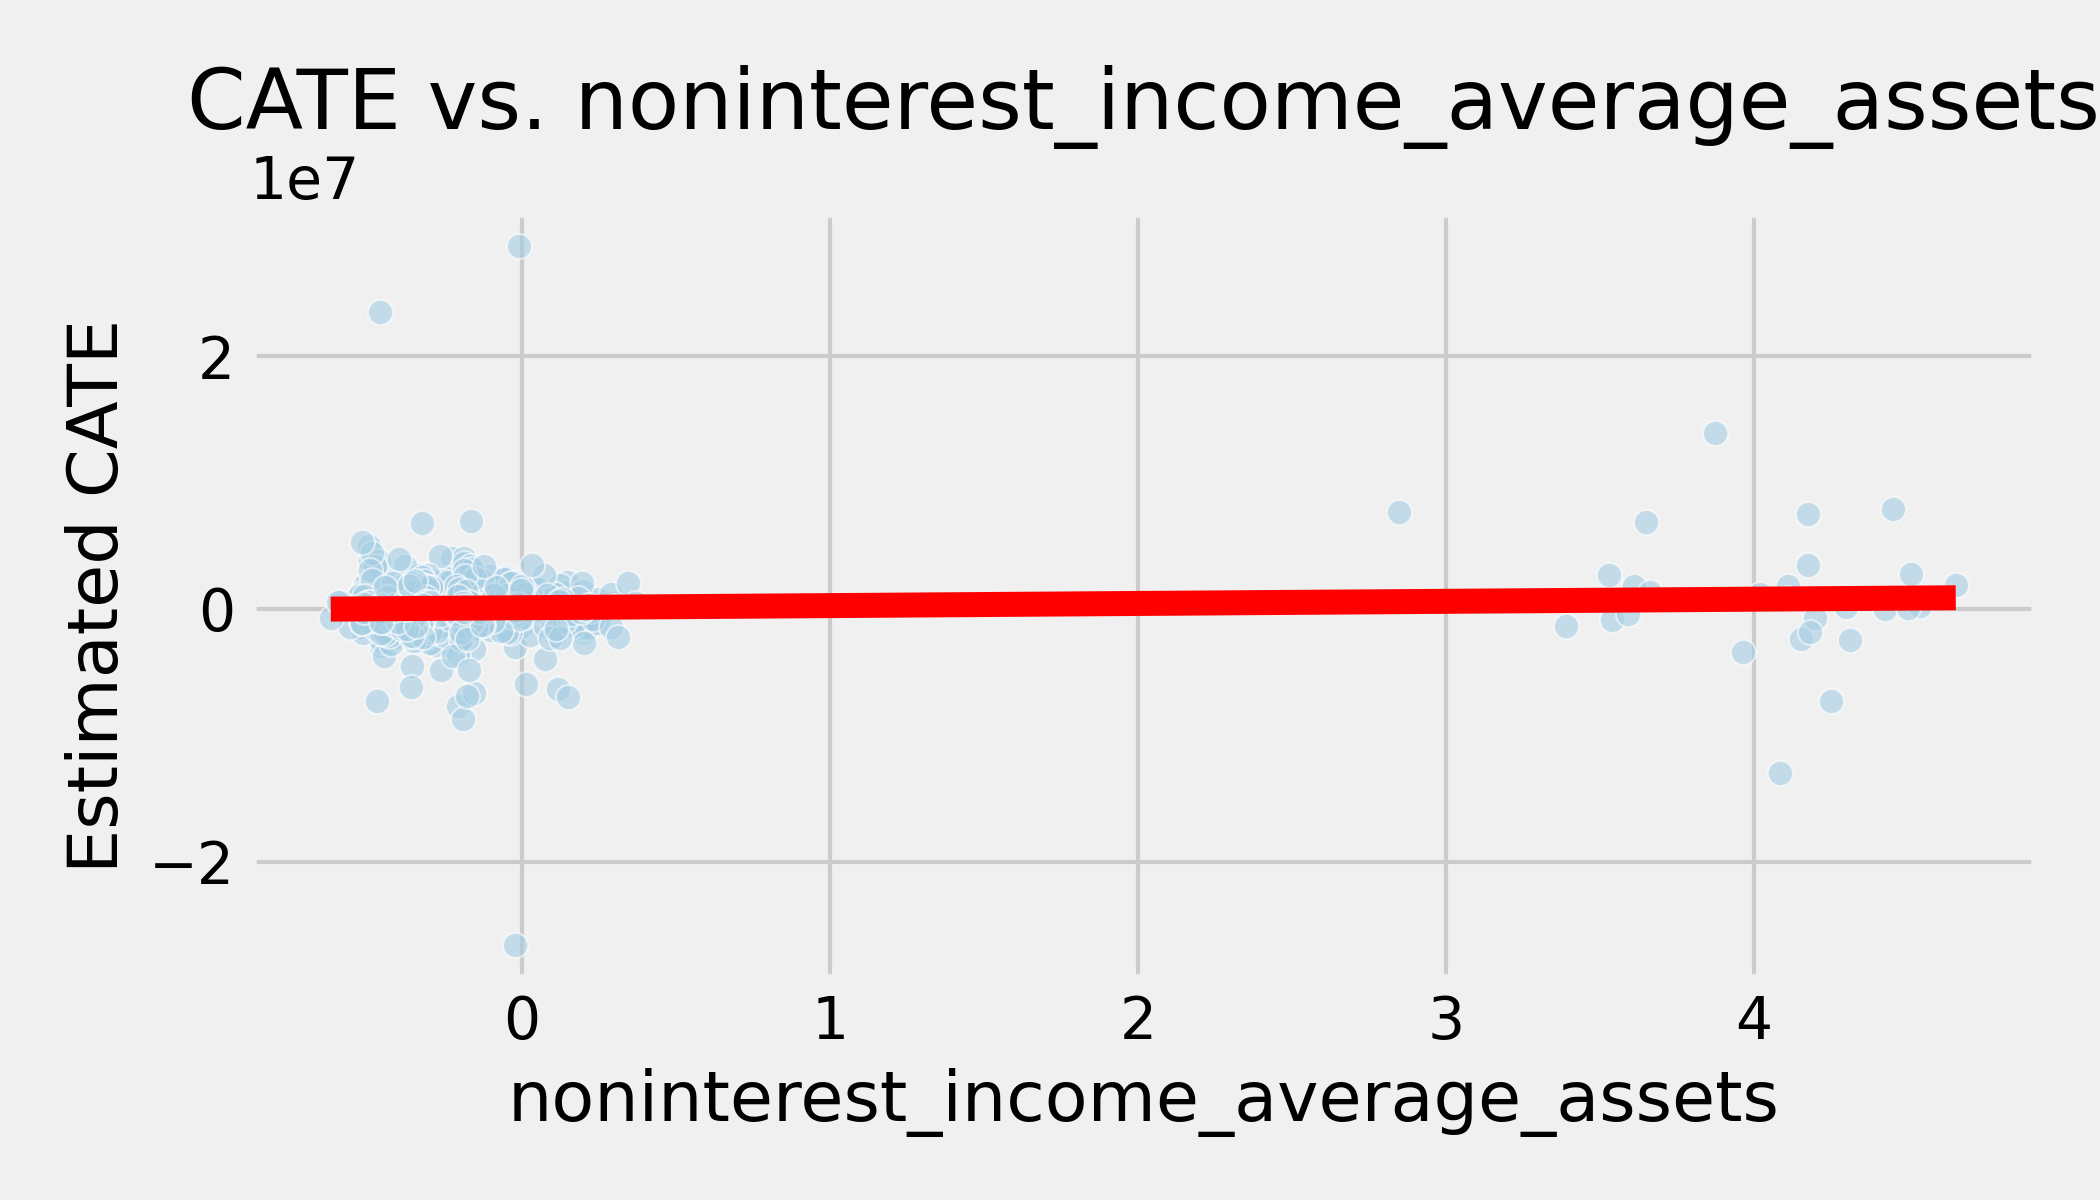 CATE vs. noninterest_income_average_assets
1e7
Estimated CATE
2
0
−2
0 1 2 3 4
noninterest_income_average_assets